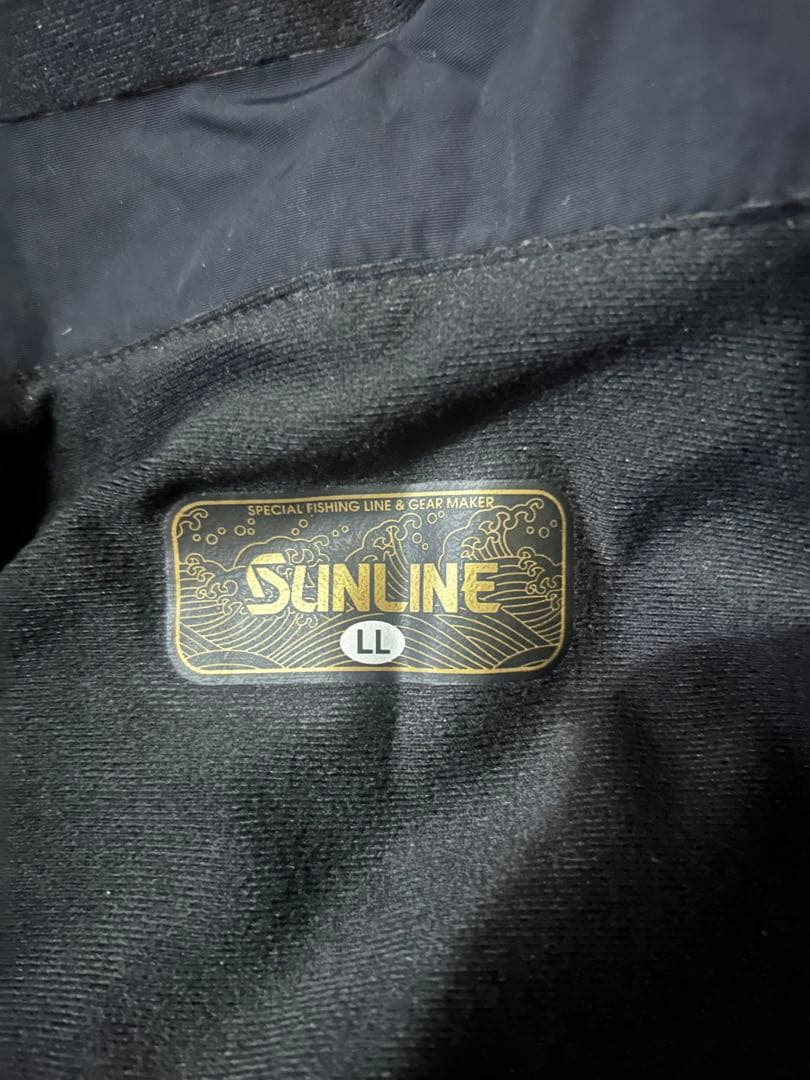 SPECIAL FISHING LINE & GEAR MAKER
SUNLINE
LL